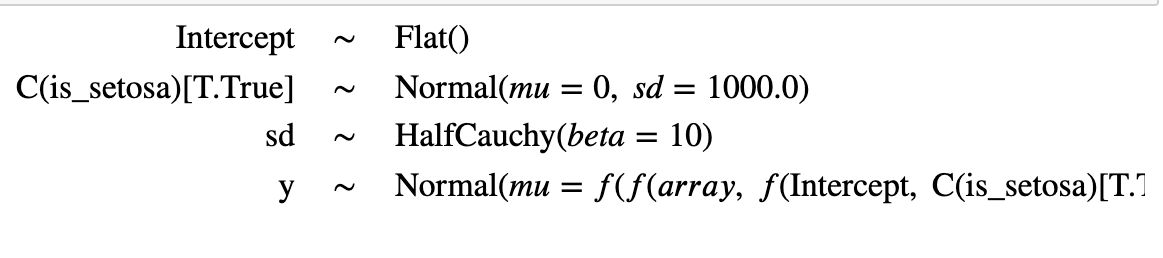 Intercept ~ Flat()
C(is_setosa)[T.True] ~ Normal(mu = 0, sd = 1000.0)
sd ~ HalfCauchy(beta = 10)
y ~ Normal(mu = f(f(array, f(Intercept, C(is_setosa)[T.